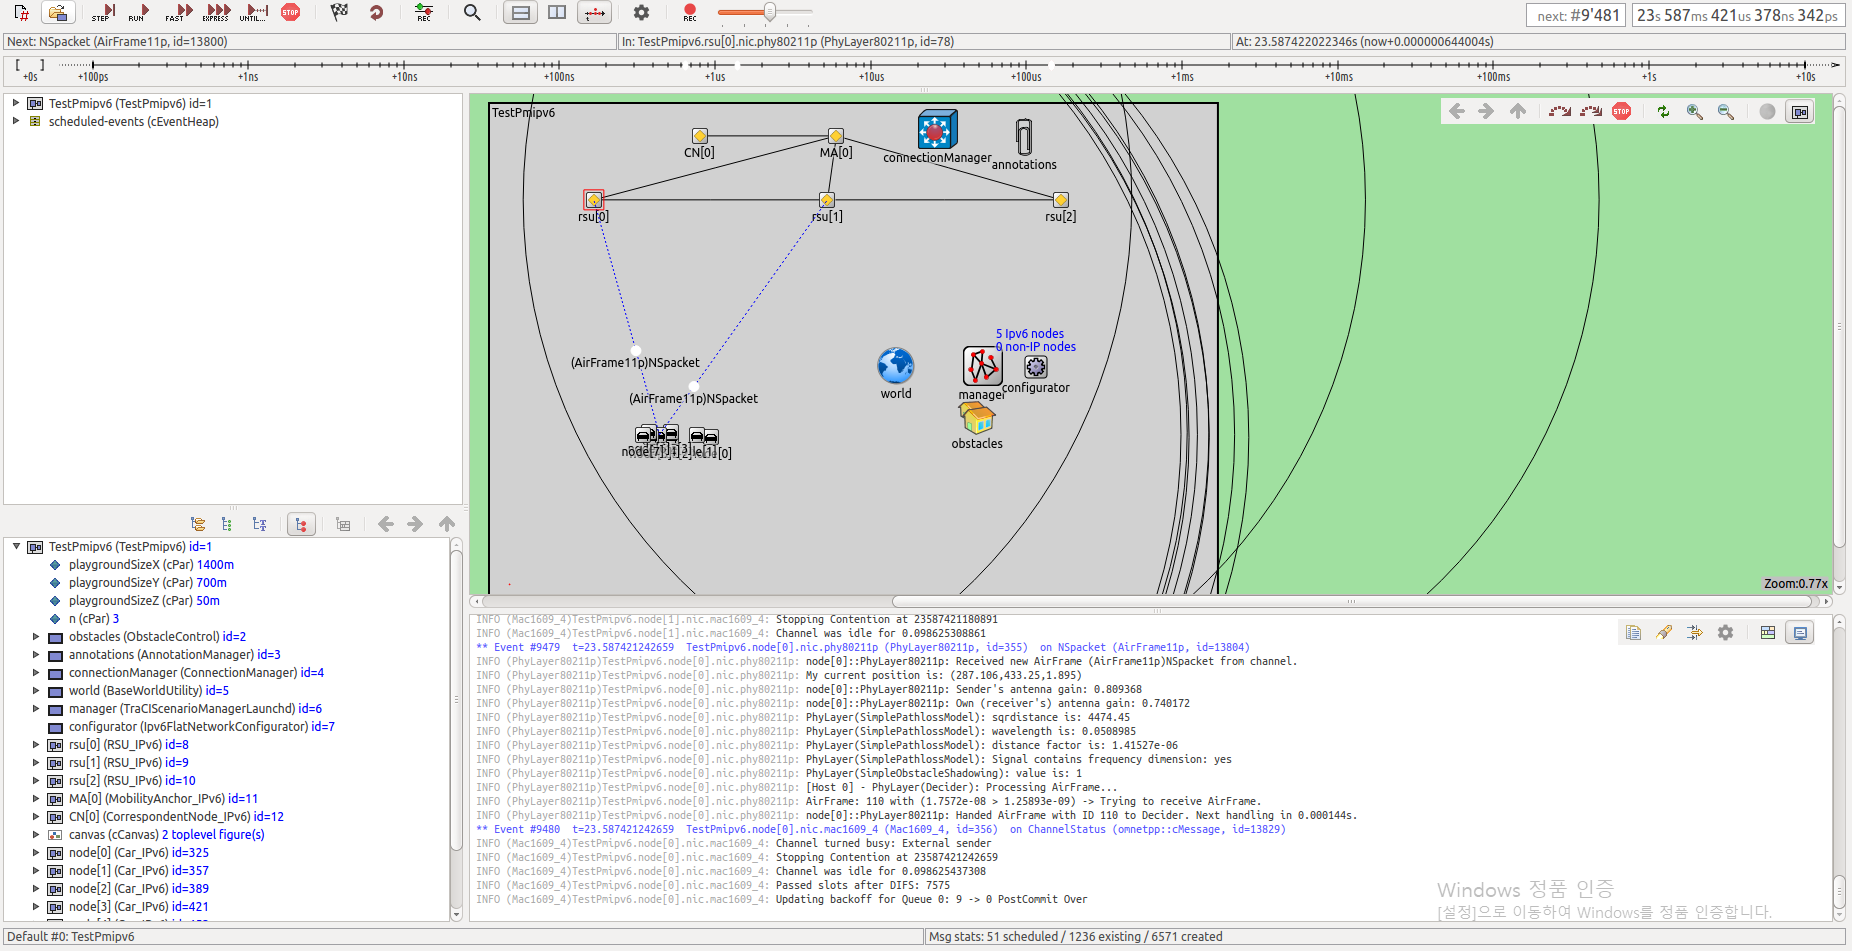 STEP
RUN
FAST
EXPRESS
UNTIL...
STOP
REC
REC
next: #9'481
23s 587ms 421us 378ns 342ps
Next: NSpacket (AirFrame11p, id=13800)
In: TestPmipv6.rsu[0].nic.phy80211p (PhyLayer80211p, id=78)
At: 23.587422022346s (now+0.000000644004s)
+0s
+100ps
+1ns
+10ns
+100ns
+1us
+10us
+100us
+1ms
+10ms
+100ms
+1s
+10s
TestPmipv6 (TestPmipv6) id=1
scheduled-events (cEventHeap)
TestPmipv6
CN[0]
MA[0]
connectionManager
annotations
STOP
rsu[0]
rsu[1]
rsu[2]
5 Ipv6 nodes
0 non-IP nodes
(AirFrame11p)NSpacket
(AirFrame11p)NSpacket
world
manager
configurator
obstacles
Zoom:0.77x
TestPmipv6 (TestPmipv6) id=1
playgroundSizeX (cPar) 1400m
playgroundSizeY (cPar) 700m
playgroundSizeZ (cPar) 50m
n (cPar) 3
obstacles (ObstacleControl) id=2
annotations (AnnotationManager) id=3
connectionManager (ConnectionManager) id=4
world (BaseWorldUtility) id=5
manager (TraCIScenarioManagerLaunchd) id=6
configurator (Ipv6FlatNetworkConfigurator) id=7
rsu[0] (RSU_IPv6) id=8
rsu[1] (RSU_IPv6) id=9
rsu[2] (RSU_IPv6) id=10
MA[0] (MobilityAnchor_IPv6) id=11
CN[0] (CorrespondentNode_IPv6) id=12
canvas (cCanvas) 2 toplevel figure(s)
node[0] (Car_IPv6) id=325
node[1] (Car_IPv6) id=357
node[2] (Car_IPv6) id=389
node[3] (Car_IPv6) id=421
INFO (Mac1609_4)TestPmipv6.node[1].nic.mac1609_4: Stopping Contention at 23587421180891
INFO (Mac1609_4)TestPmipv6.node[1].nic.mac1609_4: Channel was idle for 0.098625308861
** Event #9479  t=23.587421242659  TestPmipv6.node[0].nic.phy80211p (PhyLayer80211p, id=355)  on NSpacket (AirFrame11p, id=13804)
INFO (PhyLayer80211p)TestPmipv6.node[0].nic.phy80211p: node[0]::PhyLayer80211p: Received new AirFrame (AirFrame11p)NSpacket from channel.
INFO (PhyLayer80211p)TestPmipv6.node[0].nic.phy80211p: My current position is: (287.106,433.25,1.895)
INFO (PhyLayer80211p)TestPmipv6.node[0].nic.phy80211p: node[0]::PhyLayer80211p: Sender's antenna gain: 0.809368
INFO (PhyLayer80211p)TestPmipv6.node[0].nic.phy80211p: node[0]::PhyLayer80211p: Own (receiver's) antenna gain: 0.740172
INFO (PhyLayer80211p)TestPmipv6.node[0].nic.phy80211p: PhyLayer(SimplePathlossModel): sqrdistance is: 4474.45
INFO (PhyLayer80211p)TestPmipv6.node[0].nic.phy80211p: PhyLayer(SimplePathlossModel): wavelength is: 0.0508985
INFO (PhyLayer80211p)TestPmipv6.node[0].nic.phy80211p: PhyLayer(SimplePathlossModel): distance factor is: 1.41527e-06
INFO (PhyLayer80211p)TestPmipv6.node[0].nic.phy80211p: PhyLayer(SimplePathlossModel): Signal contains frequency dimension: yes
INFO (PhyLayer80211p)TestPmipv6.node[0].nic.phy80211p: PhyLayer(SimpleObstacleShadowing): value is: 1
INFO (PhyLayer80211p)TestPmipv6.node[0].nic.phy80211p: [Host 0] - PhyLayer(Decider): Processing AirFrame...
INFO (PhyLayer80211p)TestPmipv6.node[0].nic.phy80211p: AirFrame: 110 with (1.7572e-08 > 1.25893e-09) -> Trying to receive AirFrame.
INFO (PhyLayer80211p)TestPmipv6.node[0].nic.phy80211p: Handed AirFrame with ID 110 to Decider. Next handling in 0.000144s.
** Event #9480  t=23.587421242659  TestPmipv6.node[0].nic.mac1609_4 (Mac1609_4, id=356)  on ChannelStatus (omnetpp::cMessage, id=13829)
INFO (Mac1609_4)TestPmipv6.node[0].nic.mac1609_4: Channel turned busy: External sender
INFO (Mac1609_4)TestPmipv6.node[0].nic.mac1609_4: Stopping Contention at 23587421242659
INFO (Mac1609_4)TestPmipv6.node[0].nic.mac1609_4: Channel was idle for 0.098625437308
INFO (Mac1609_4)TestPmipv6.node[0].nic.mac1609_4: Passed slots after DIFS: 7575
INFO (Mac1609_4)TestPmipv6.node[0].nic.mac1609_4: Updating backoff for Queue 0: 9 -> 0 PostCommit Over
Windows 정품 인증
[설정]으로 이동하여 Windows를 정품 인증합니다.
Default #0: TestPmipv6
Msg stats: 51 scheduled / 1236 existing / 6571 created